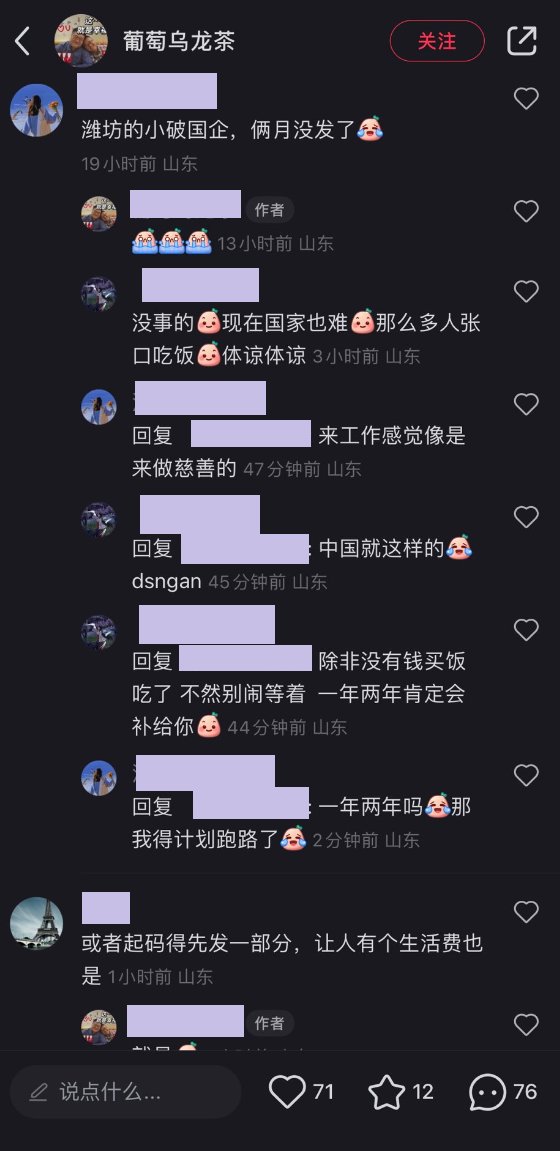 葡萄乌龙茶
关注
潍坊的小破国企，俩月没发了
19小时前 山东
作者
13小时前 山东
没事的现在国家也难那么多人张
口吃饭体谅体谅 3小时前 山东
回复 来工作感觉像是
来做慈善的 47分钟前 山东
回复 : 中国就这样的
dsngan 45分钟前 山东
回复 除非没有钱买饭
吃了 不然别闹等着 一年两年肯定会
补给你 44分钟前 山东
回复 : 一年两年吗那
我得计划跑路了 2分钟前 山东
或者起码得先发一部分，让人有个生活费也
是 1小时前 山东
作者
说点什么...
71
12
76